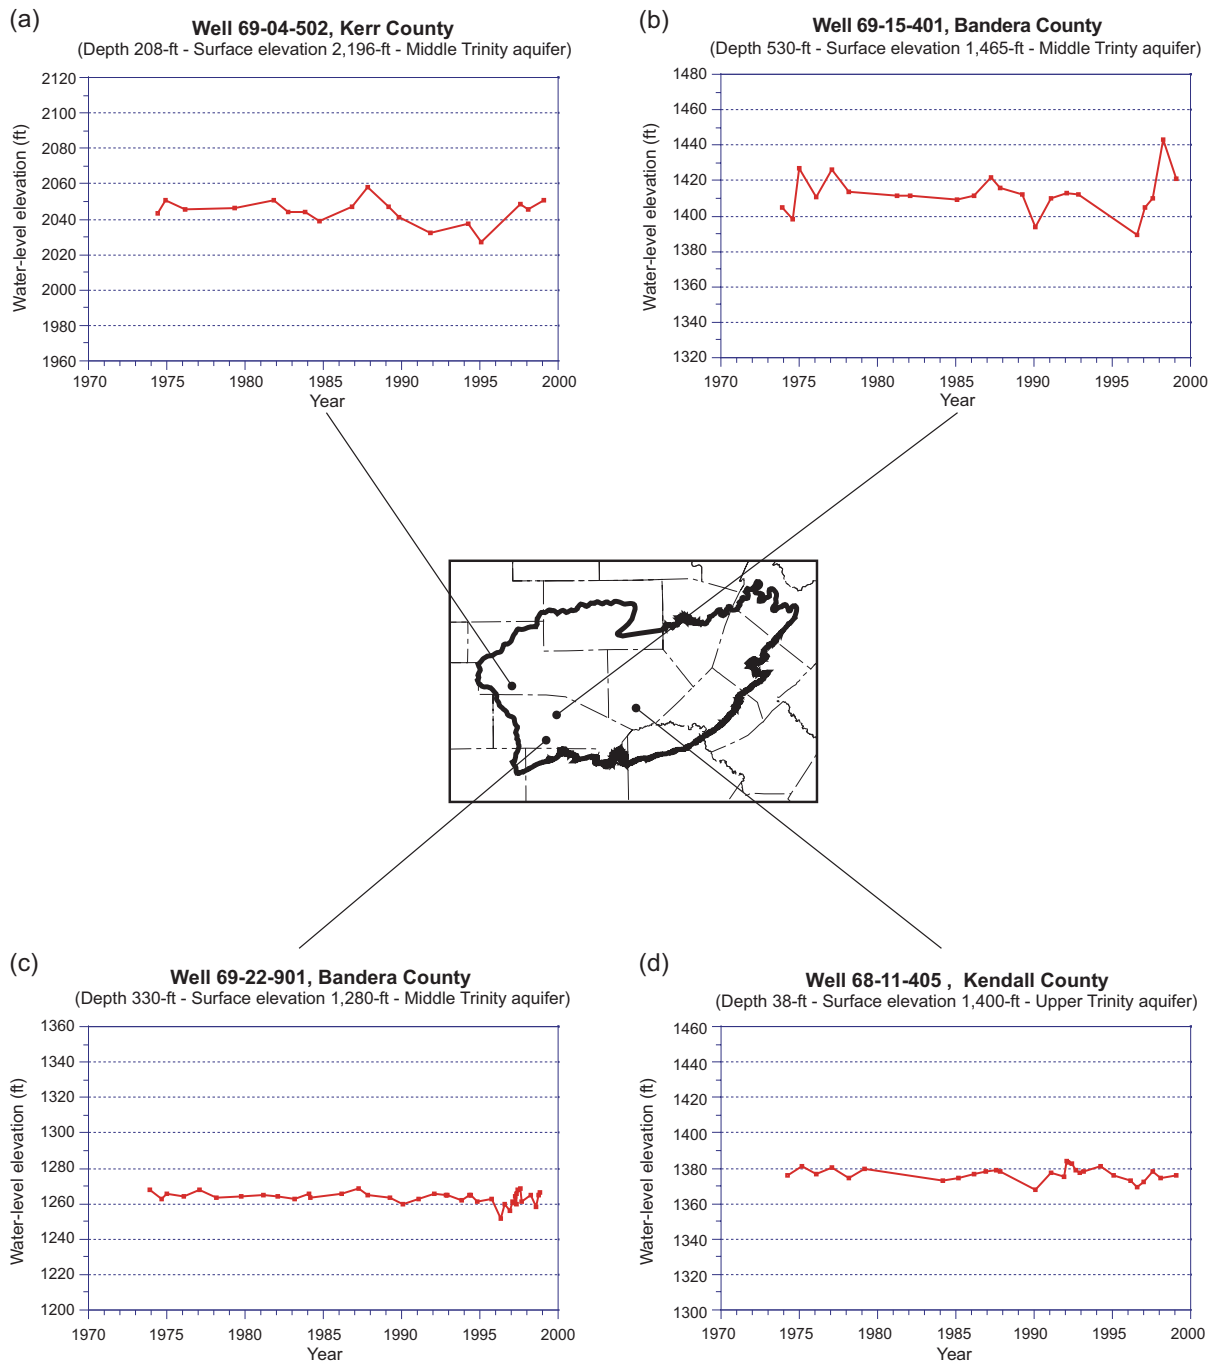 (a)
Well 69-04-502, Kerr County
(Depth 208-ft - Surface elevation 2,196-ft - Middle Trinity aquifer)
Water-level elevation (ft)
2120
2100
2080
2060
2040
2020
2000
1980
1960
1970 1975 1980 1985 1990 1995 2000
Year
(b)
Well 69-15-401, Bandera County
(Depth 530-ft - Surface elevation 1,465-ft - Middle Trinty aquifer)
Water-level elevation (ft)
1480
1460
1440
1420
1400
1380
1360
1340
1320
1970 1975 1980 1985 1990 1995 2000
Year
(c)
Well 69-22-901, Bandera County
(Depth 330-ft - Surface elevation 1,280-ft - Middle Trinity aquifer)
Water-level elevation (ft)
1360
1340
1320
1300
1280
1260
1240
1220
1200
1970 1975 1980 1985 1990 1995 2000
Year
(d)
Well 68-11-405 , Kendall County
(Depth 38-ft - Surface elevation 1,400-ft - Upper Trinity aquifer)
Water-level elevation (ft)
1460
1440
1420
1400
1380
1360
1340
1320
1300
1970 1975 1980 1985 1990 1995 2000
Year